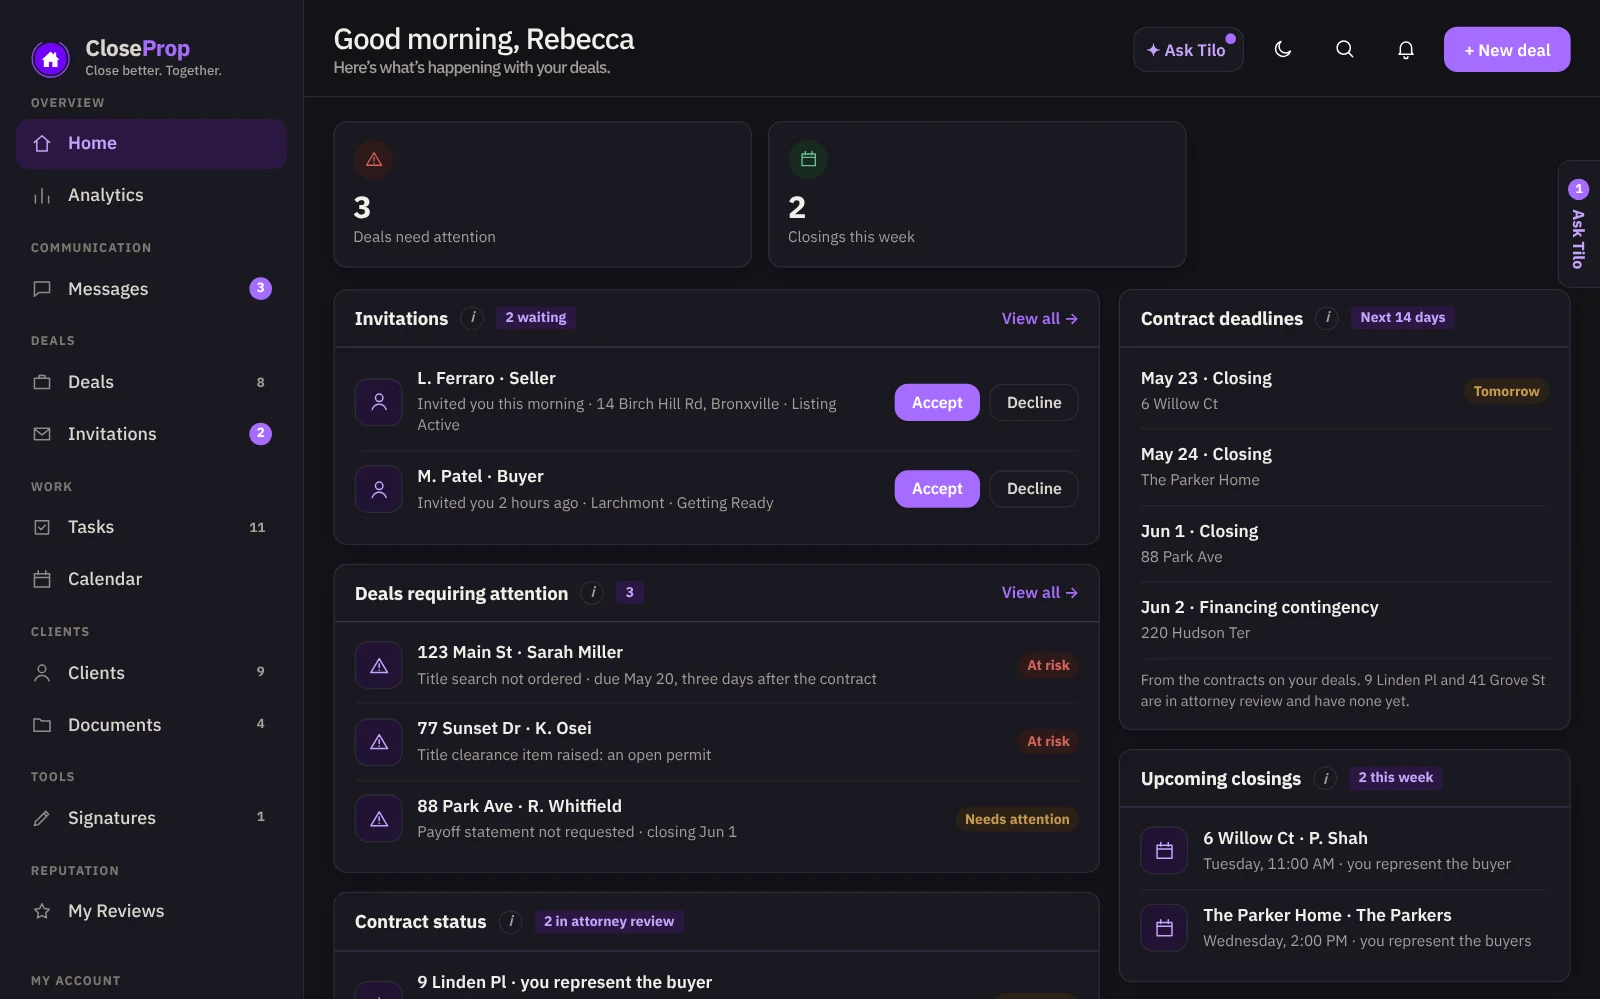 CloseProp
Close better. Together.
OVERVIEW
Home
Analytics
COMMUNICATION
Messages 3
DEALS
Deals 8
Invitations 2
WORK
Tasks 11
Calendar
CLIENTS
Clients 9
Documents 4
TOOLS
Signatures 1
REPUTATION
My Reviews
MY ACCOUNT
Good morning, Rebecca
Here's what's happening with your deals.
Ask Tilo
+ New deal
3
Deals need attention
2
Closings this week
1 Ask Tilo
Invitations i 2 waiting View all →
L. Ferraro · Seller
Invited you this morning · 14 Birch Hill Rd, Bronxville · Listing
Active
Accept Decline
M. Patel · Buyer
Invited you 2 hours ago · Larchmont · Getting Ready
Accept Decline
Deals requiring attention i 3 View all →
123 Main St · Sarah Miller
Title search not ordered · due May 20, three days after the contract
At risk
77 Sunset Dr · K. Osei
Title clearance item raised: an open permit
At risk
88 Park Ave · R. Whitfield
Payoff statement not requested · closing Jun 1
Needs attention
Contract status i 2 in attorney review
9 Linden Pl · you represent the buyer
Contract deadlines i Next 14 days
May 23 · Closing
6 Willow Ct
Tomorrow
May 24 · Closing
The Parker Home
Jun 1 · Closing
88 Park Ave
Jun 2 · Financing contingency
220 Hudson Ter
From the contracts on your deals. 9 Linden Pl and 41 Grove St
are in attorney review and have none yet.
Upcoming closings i 2 this week
6 Willow Ct · P. Shah
Tuesday, 11:00 AM · you represent the buyer
The Parker Home · The Parkers
Wednesday, 2:00 PM · you represent the buyers